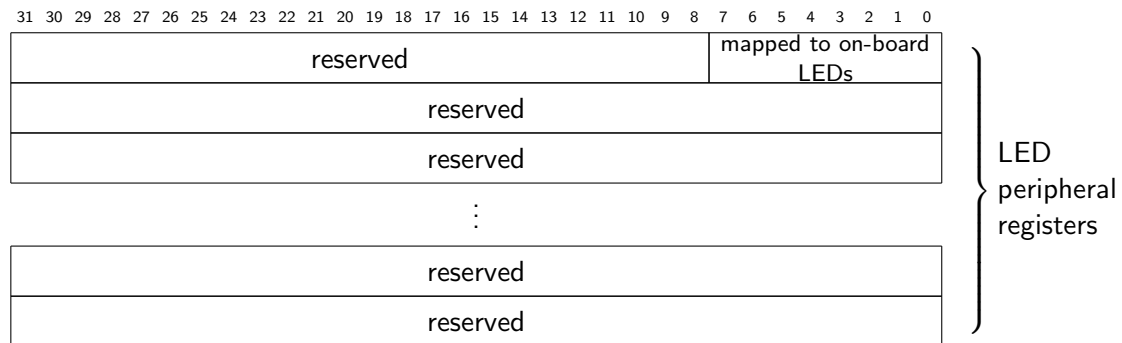 31 30 29 28 27 26 25 24 23 22 21 20 19 18 17 16 15 14 13 12 11 10 9 8 7 6 5 4 3 2 1 0
reserved
mapped to on-board
LEDs
reserved
reserved
⋮
reserved
reserved
LED
peripheral
registers